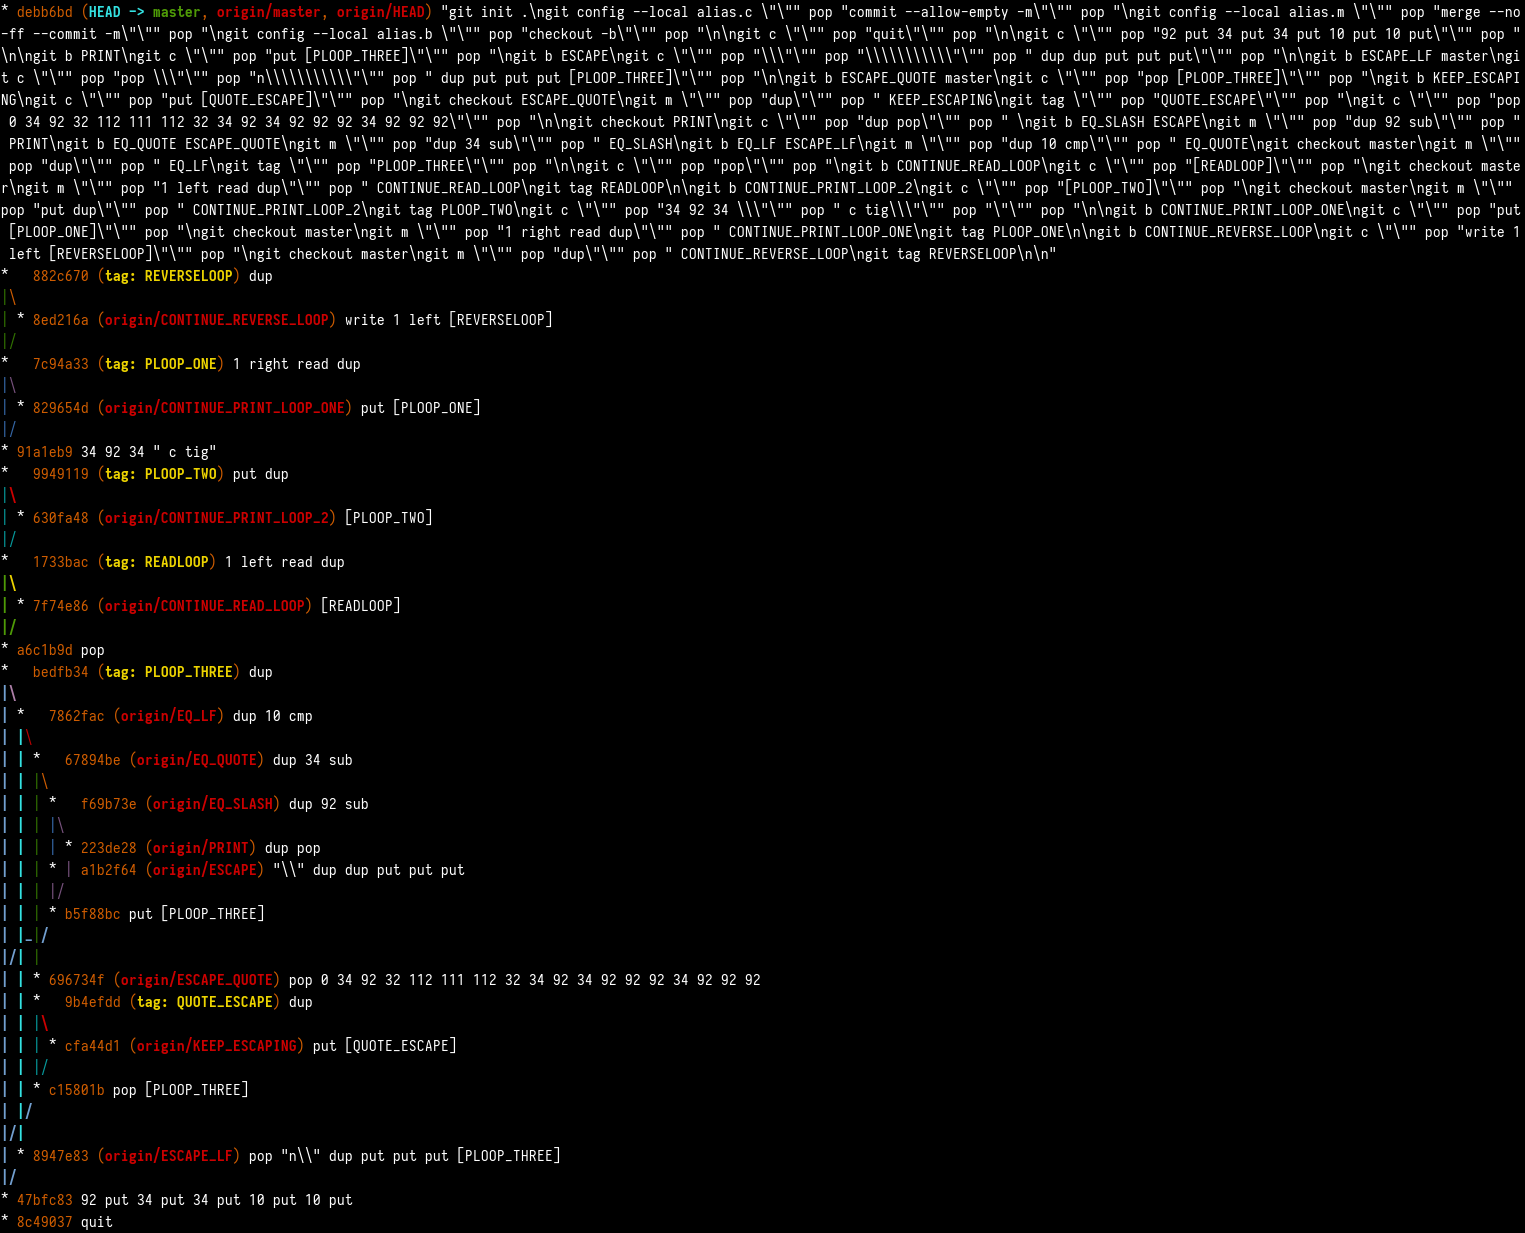 * debb6bd (HEAD -> master, origin/master, origin/HEAD) "git init .\ngit config --local alias.c \"\"" pop "commit --allow-empty -m\"\"" pop "\ngit config --local alias.m \"\"" pop "merge --no
-ff --commit -m\"\"" pop "\ngit config --local alias.b \"\"" pop "checkout -b\"\"" pop "\n\ngit c \"\"" pop "quit\"\"" pop "\n\ngit c \"\"" pop "92 put 34 put 34 put 10 put 10 put\"\"" pop "
\n\ngit b PRINT\ngit c \"\"" pop "put [PLOOP_THREE]\"\"" pop "\n\ngit b ESCAPE\ngit c \"\"" pop "\\\"\"" pop "\\\\\\\\\\\"\"" pop " dup dup put put put\"\"" pop "\n\ngit b ESCAPE_LF master\ngi
t c \"\"" pop "pop \\\"\"" pop "n\\\\\\\\\\\"\"" pop " dup put put put [PLOOP_THREE]\"\"" pop "\n\ngit b ESCAPE_QUOTE master\ngit c \"\"" pop "pop [PLOOP_THREE]\"\"" pop "\ngit b KEEP_ESCAPI
NG\ngit c \"\"" pop "put [QUOTE_ESCAPE]\"\"" pop "\ngit checkout ESCAPE_QUOTE\ngit m \"\"" pop "dup\"\"" pop " KEEP_ESCAPING\ngit tag \"\"" pop "QUOTE_ESCAPE\"\"" pop "\ngit c \"\"" pop "pop
 0 34 92 32 112 111 112 32 34 92 34 92 92 92 34 92 92 92\"\"" pop "\n\ngit checkout PRINT\ngit c \"\"" pop "dup pop\"\"" pop " \ngit b EQ_SLASH ESCAPE\ngit m \"\"" pop "dup 92 sub\"\"" pop "
 PRINT\ngit b EQ_QUOTE ESCAPE_QUOTE\ngit m \"\"" pop "dup 34 sub\"\"" pop " EQ_SLASH\ngit b EQ_LF ESCAPE_LF\ngit m \"\"" pop "dup 10 cmp\"\"" pop " EQ_QUOTE\ngit checkout master\ngit m \"\""
 pop "dup\"\"" pop " EQ_LF\ngit tag \"\"" pop "PLOOP_THREE\"\"" pop "\n\ngit c \"\"" pop "pop\"\"" pop "\n\ngit b CONTINUE_READ_LOOP\ngit c \"\"" pop "[READLOOP]\"\"" pop "\ngit checkout maste
r\ngit m \"\"" pop "1 left read dup\"\"" pop " CONTINUE_READ_LOOP\ngit tag READLOOP\n\ngit b CONTINUE_PRINT_LOOP_2\ngit c \"\"" pop "[PLOOP_TWO]\"\"" pop "\ngit checkout master\ngit m \"\""
pop "put dup\"\"" pop " CONTINUE_PRINT_LOOP_2\ngit tag PLOOP_TWO\ngit c \"\"" pop "34 92 34 \\\"\"" pop " c tig\\\"\"" pop "\"\"" pop "\n\ngit b CONTINUE_PRINT_LOOP_ONE\ngit c \"\"" pop "put
 [PLOOP_ONE]\"\"" pop "\ngit checkout master\ngit m \"\"" pop "1 right read dup\"\"" pop " CONTINUE_PRINT_LOOP_ONE\ngit tag PLOOP_ONE\n\ngit b CONTINUE_REVERSE_LOOP\ngit c \"\"" pop "write 1
 left [REVERSELOOP]\"\"" pop "\ngit checkout master\ngit m \"\"" pop "dup\"\"" pop " CONTINUE_REVERSE_LOOP\ngit tag REVERSELOOP\n\n"
*   882c670 (tag: REVERSELOOP) dup
|\
| * 8ed216a (origin/CONTINUE_REVERSE_LOOP) write 1 left [REVERSELOOP]
|/
*   7c94a33 (tag: PLOOP_ONE) 1 right read dup
|\
| * 829654d (origin/CONTINUE_PRINT_LOOP_ONE) put [PLOOP_ONE]
|/
* 91a1eb9 34 92 34 " c tig"
*   9949119 (tag: PLOOP_TWO) put dup
|\
| * 630fa48 (origin/CONTINUE_PRINT_LOOP_2) [PLOOP_TWO]
|/
*   1733bac (tag: READLOOP) 1 left read dup
|\
| * 7f74e86 (origin/CONTINUE_READ_LOOP) [READLOOP]
|/
* a6c1b9d pop
*   bedfb34 (tag: PLOOP_THREE) dup
|\
| *   7862fac (origin/EQ_LF) dup 10 cmp
| |\
| | *   67894be (origin/EQ_QUOTE) dup 34 sub
| | |\
| | | *   f69b73e (origin/EQ_SLASH) dup 92 sub
| | | |\
| | | | * 223de28 (origin/PRINT) dup pop
| | | * | a1b2f64 (origin/ESCAPE) "\\" dup dup put put put
| | | |/
| | | * b5f88bc put [PLOOP_THREE]
| |_|/
|/| |
| | * 696734f (origin/ESCAPE_QUOTE) pop 0 34 92 32 112 111 112 32 34 92 34 92 92 92 34 92 92 92
| | *   9b4efdd (tag: QUOTE_ESCAPE) dup
| | |\
| | | * cfa44d1 (origin/KEEP_ESCAPING) put [QUOTE_ESCAPE]
| | |/
| | * c15801b pop [PLOOP_THREE]
| |/
|/|
| * 8947e83 (origin/ESCAPE_LF) pop "n\\" dup put put put [PLOOP_THREE]
|/
* 47bfc83 92 put 34 put 34 put 10 put 10 put
* 8c49037 quit